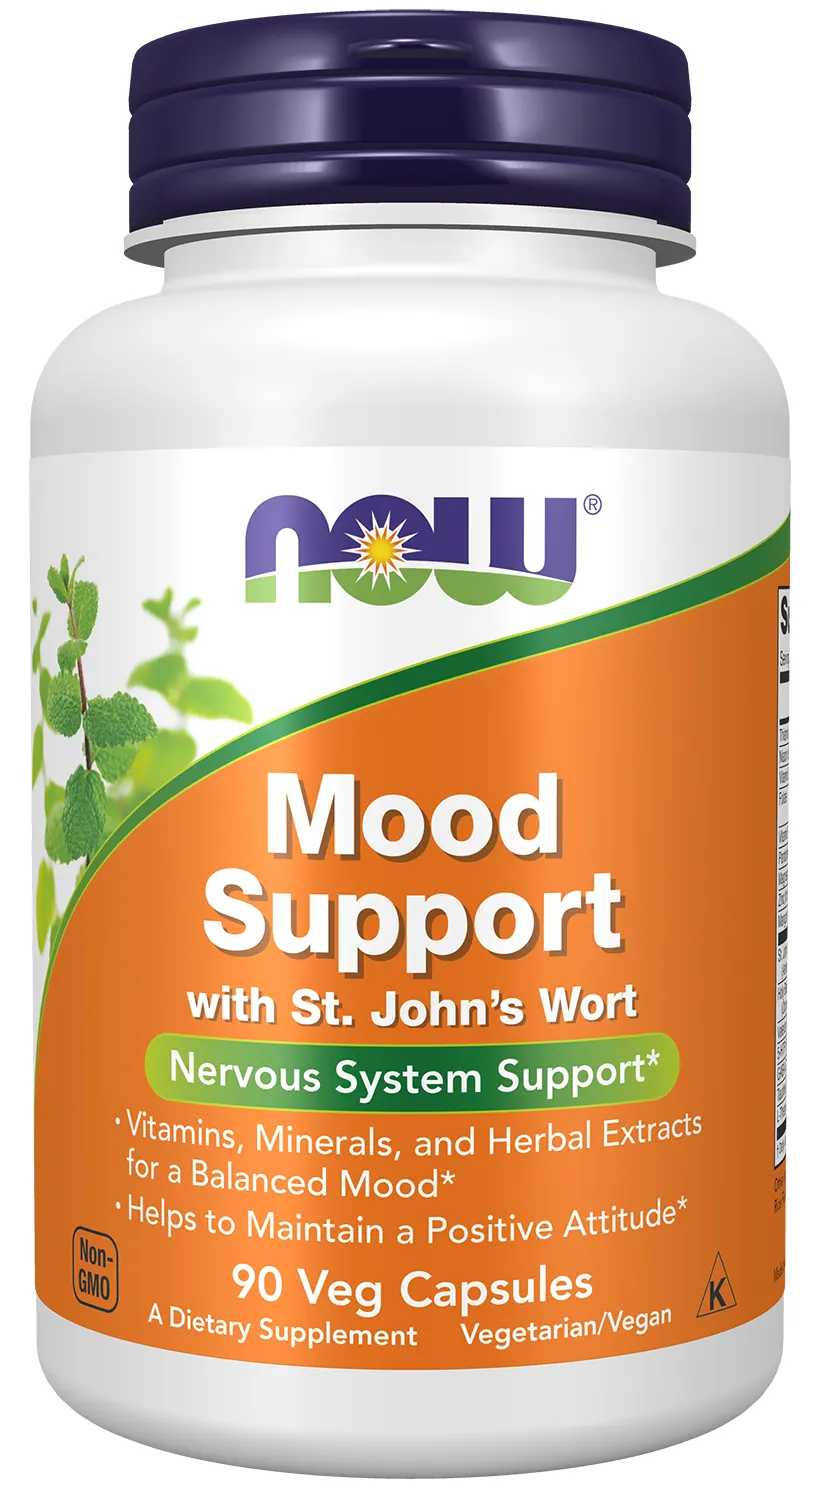 NOW®
Mood
Support
with St. John's Wort
Nervous System Support*
• Vitamins, Minerals, and Herbal Extracts
for a Balanced Mood*
• Helps to Maintain a Positive Attitude*
Non-
GMO
90 Veg Capsules
K
A Dietary Supplement
Vegetarian/Vegan